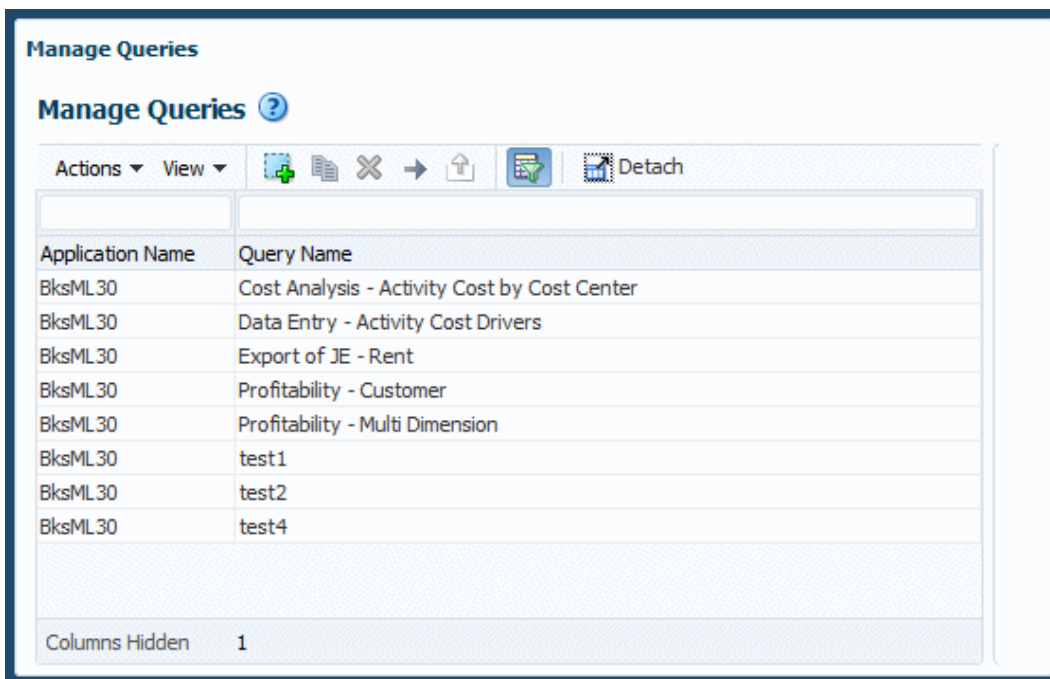 Manage Queries
Manage Queries ?
Actions View Detach
Application Name Query Name
BksML30 Cost Analysis - Activity Cost by Cost Center
BksML30 Data Entry - Activity Cost Drivers
BksML30 Export of JE - Rent
BksML30 Profitability - Customer
BksML30 Profitability - Multi Dimension
BksML30 test1
BksML30 test2
BksML30 test4
Columns Hidden 1